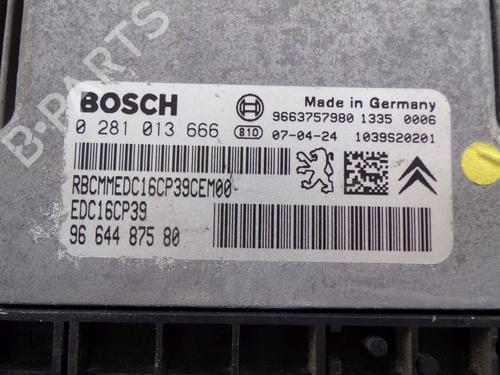 B-PARTS
BOSCH
Made in Germany
9663757980 1335 0006
0 281 013 666 810 07-04-24 1039S20201
RBCMMEDC16CP39CEM00
EDC16CP39
96 644 875 80